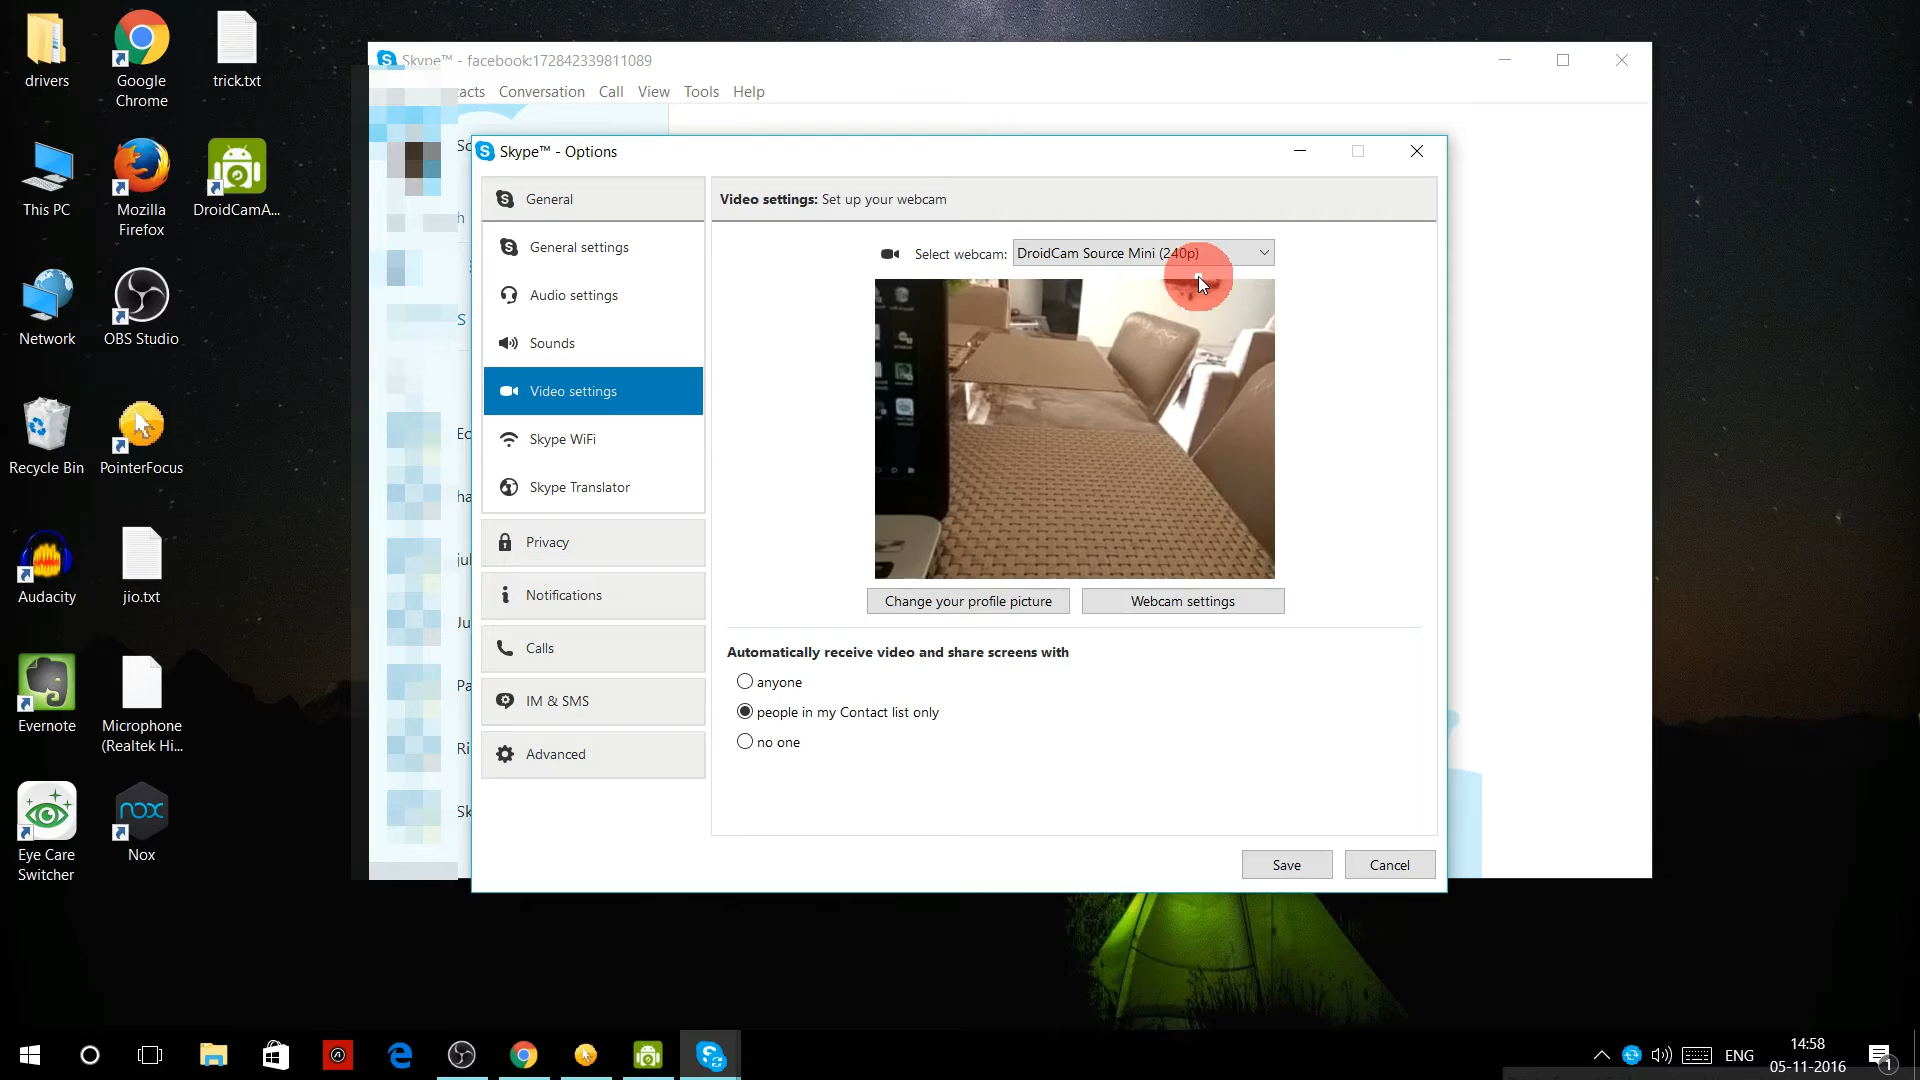 drivers
Google
Chrome
trick.txt
This PC
Mozilla
Firefox
DroidCamA...
Network
OBS Studio
Recycle Bin
PointerFocus
Audacity
jio.txt
Evernote
Microphone
(Realtek Hi...
Eye Care
Switcher
Nox
nox
Skype™ - facebook:172842339811089
acts Conversation Call View Tools Help
Skype™ - Options
General
General settings
Audio settings
Sounds
Video settings
Skype WiFi
Skype Translator
Privacy
Notifications
Calls
IM & SMS
Advanced
Video settings: Set up your webcam
Select webcam: DroidCam Source Mini (240p)
Change your profile picture
Webcam settings
Automatically receive video and share screens with
anyone
people in my Contact list only
no one
Save
Cancel
ENG
14:58
05-11-2016
1